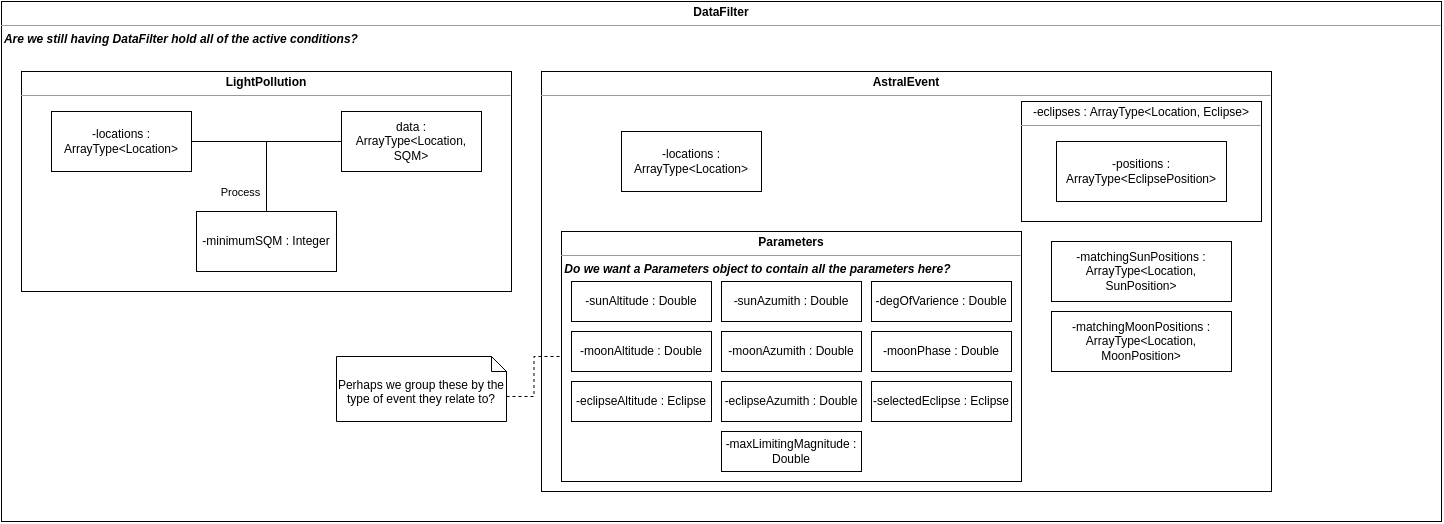 DataFilter
Are we still having DataFilter hold all of the active conditions?
LightPollution
-locations :
ArrayType<Location>
data :
ArrayType<Location,
SQM>
Process
-minimumSQM : Integer
AstralEvent
-locations :
ArrayType<Location>
-eclipses : ArrayType<Location, Eclipse>
-positions :
ArrayType<EclipsePosition>
Parameters
Do we want a Parameters object to contain all the parameters here?
-sunAltitude : Double
-sunAzumith : Double
-degOfVarience : Double
-moonAltitude : Double
-moonAzumith : Double
-moonPhase : Double
-eclipseAltitude : Eclipse
-eclipseAzumith : Double
-selectedEclipse : Eclipse
-maxLimitingMagnitude :
Double
-matchingSunPositions :
ArrayType<Location,
SunPosition>
-matchingMoonPositions :
ArrayType<Location,
MoonPosition>
Perhaps we group these by the
type of event they relate to?